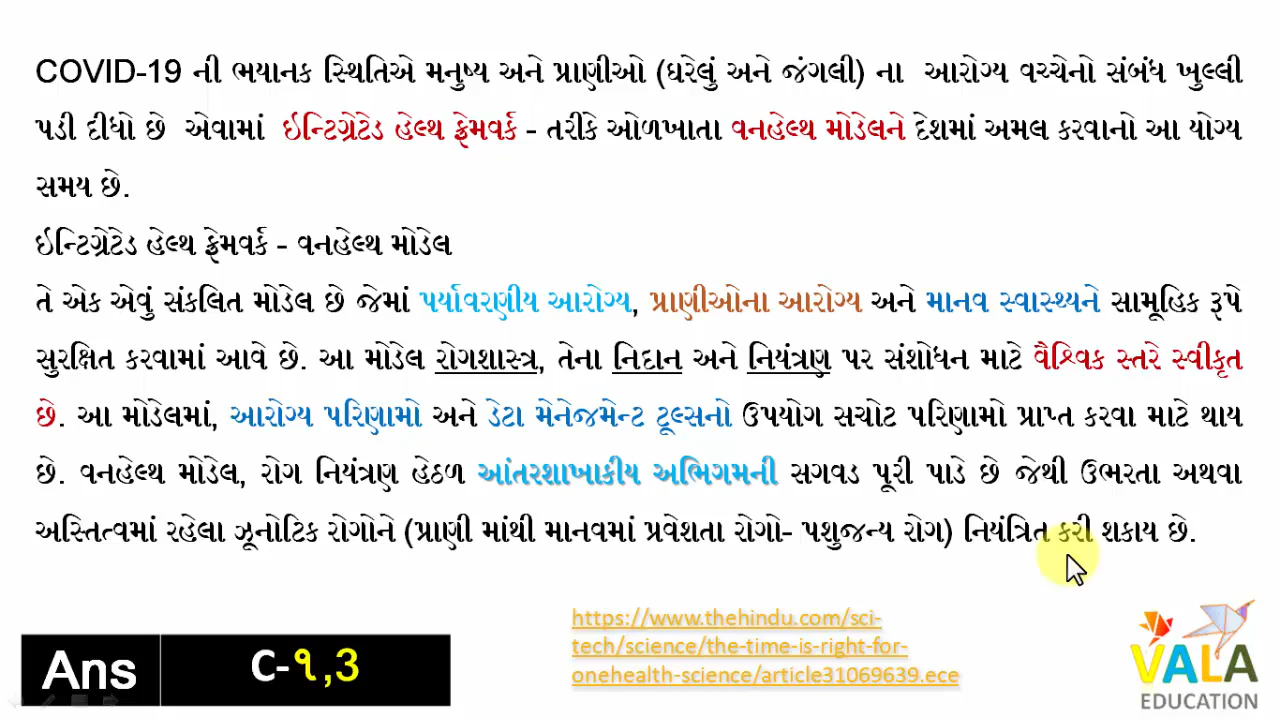 COVID-19 ની ભયાનક સ્થિતિએ મનુષ્ય અને પ્રાણીઓ (ઘરેલું અને જંગલી) ના આરોગ્ય વચ્ચેનો સંબંધ ખુલ્લી
પડી દીધો છે એવામાં ઇન્ટિગ્રેટેડ હેલ્થ ફ્રેમવર્ક - તરીકે ઓળખાતા વનહેલ્થ મોડેલને દેશમાં અમલ કરવાનો આ યોગ્ય
સમય છે.
ઇન્ટિગ્રેટેડ હેલ્થ ફ્રેમવર્ક - વનહેલ્થ મોડેલ
તે એક એવું સંકલિત મોડેલ છે જેમાં પર્યાવરણીય આરોગ્ય, પ્રાણીઓના આરોગ્ય અને માનવ સ્વાસ્થ્યને સામૂહિક રૂપે
સુરક્ષિત કરવામાં આવે છે. આ મોડેલ રોગશાસ્ત્ર, તેના નિદાન અને નિયંત્રણ પર સંશોધન માટે વૈશ્વિક સ્તરે સ્વીકૃત
છે. આ મોડેલમાં, આરોગ્ય પરિણામો અને ડેટા મેનેજમેન્ટ ટૂલ્સનો ઉપયોગ સચોટ પરિણામો પ્રાપ્ત કરવા માટે થાય
છે. વનહેલ્થ મોડેલ, રોગ નિયંત્રણ હેઠળ આંતરશાખાકીય અભિગમની સગવડ પૂરી પાડે છે જેથી ઉભરતા અથવા
અસ્તિત્વમાં રહેલા ઝૂનોટિક રોગોને (પ્રાણી માંથી માનવમાં પ્રવેશતા રોગો- પશુજન્ય રોગ) નિયંત્રિત કરી શકાય છે.
https://www.thehindu.com/sci-
tech/science/the-time-is-right-for-
onehealth-science/article31069639.ece
Ans C-૧,૩
VALA
EDUCATION